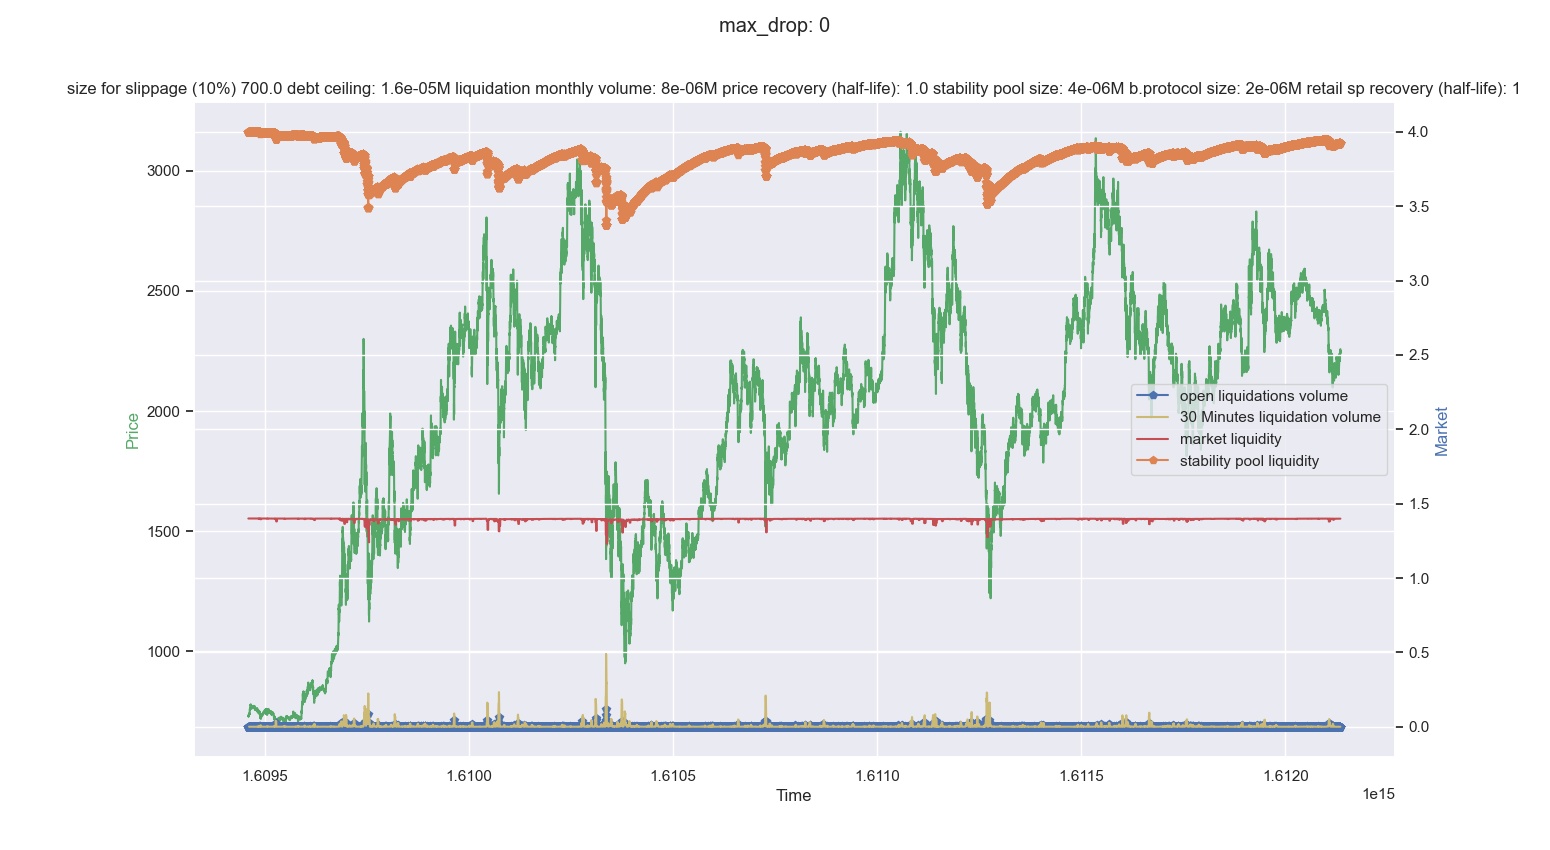 max_drop: 0
size for slippage (10%) 700.0 debt ceiling: 1.6e-05M liquidation monthly volume: 8e-06M price recovery (half-life): 1.0 stability pool size: 4e-06M b.protocol size: 2e-06M retail sp recovery (half-life): 1
4.0
3000
3.5
3.0
2500
2.5
open liquidations volume
30 Minutes liquidation volume
market liquidity
stability pool liquidity
2000
2.0
Price
Market
1500
1.5
1.0
1000
0.5
0.0
1.6095
1.6100
1.6105
1.6110
1.6115
1.6120
Time
1e15